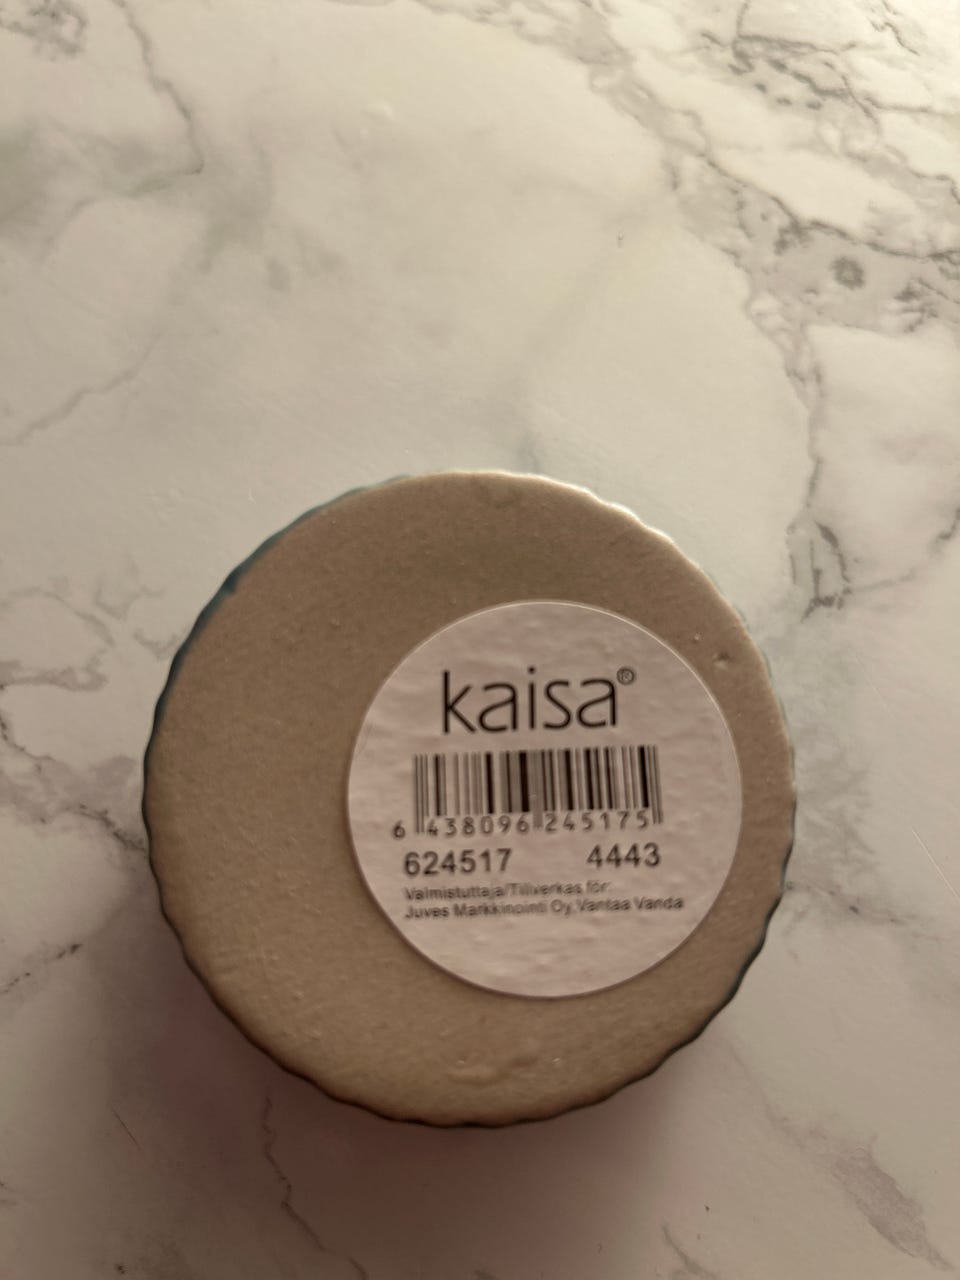 kaisa®
6 438096 245175
624517 4443
Valmistuttaja/Tillverkas för:
Juves Markkinointi Oy, Vantaa Vanda